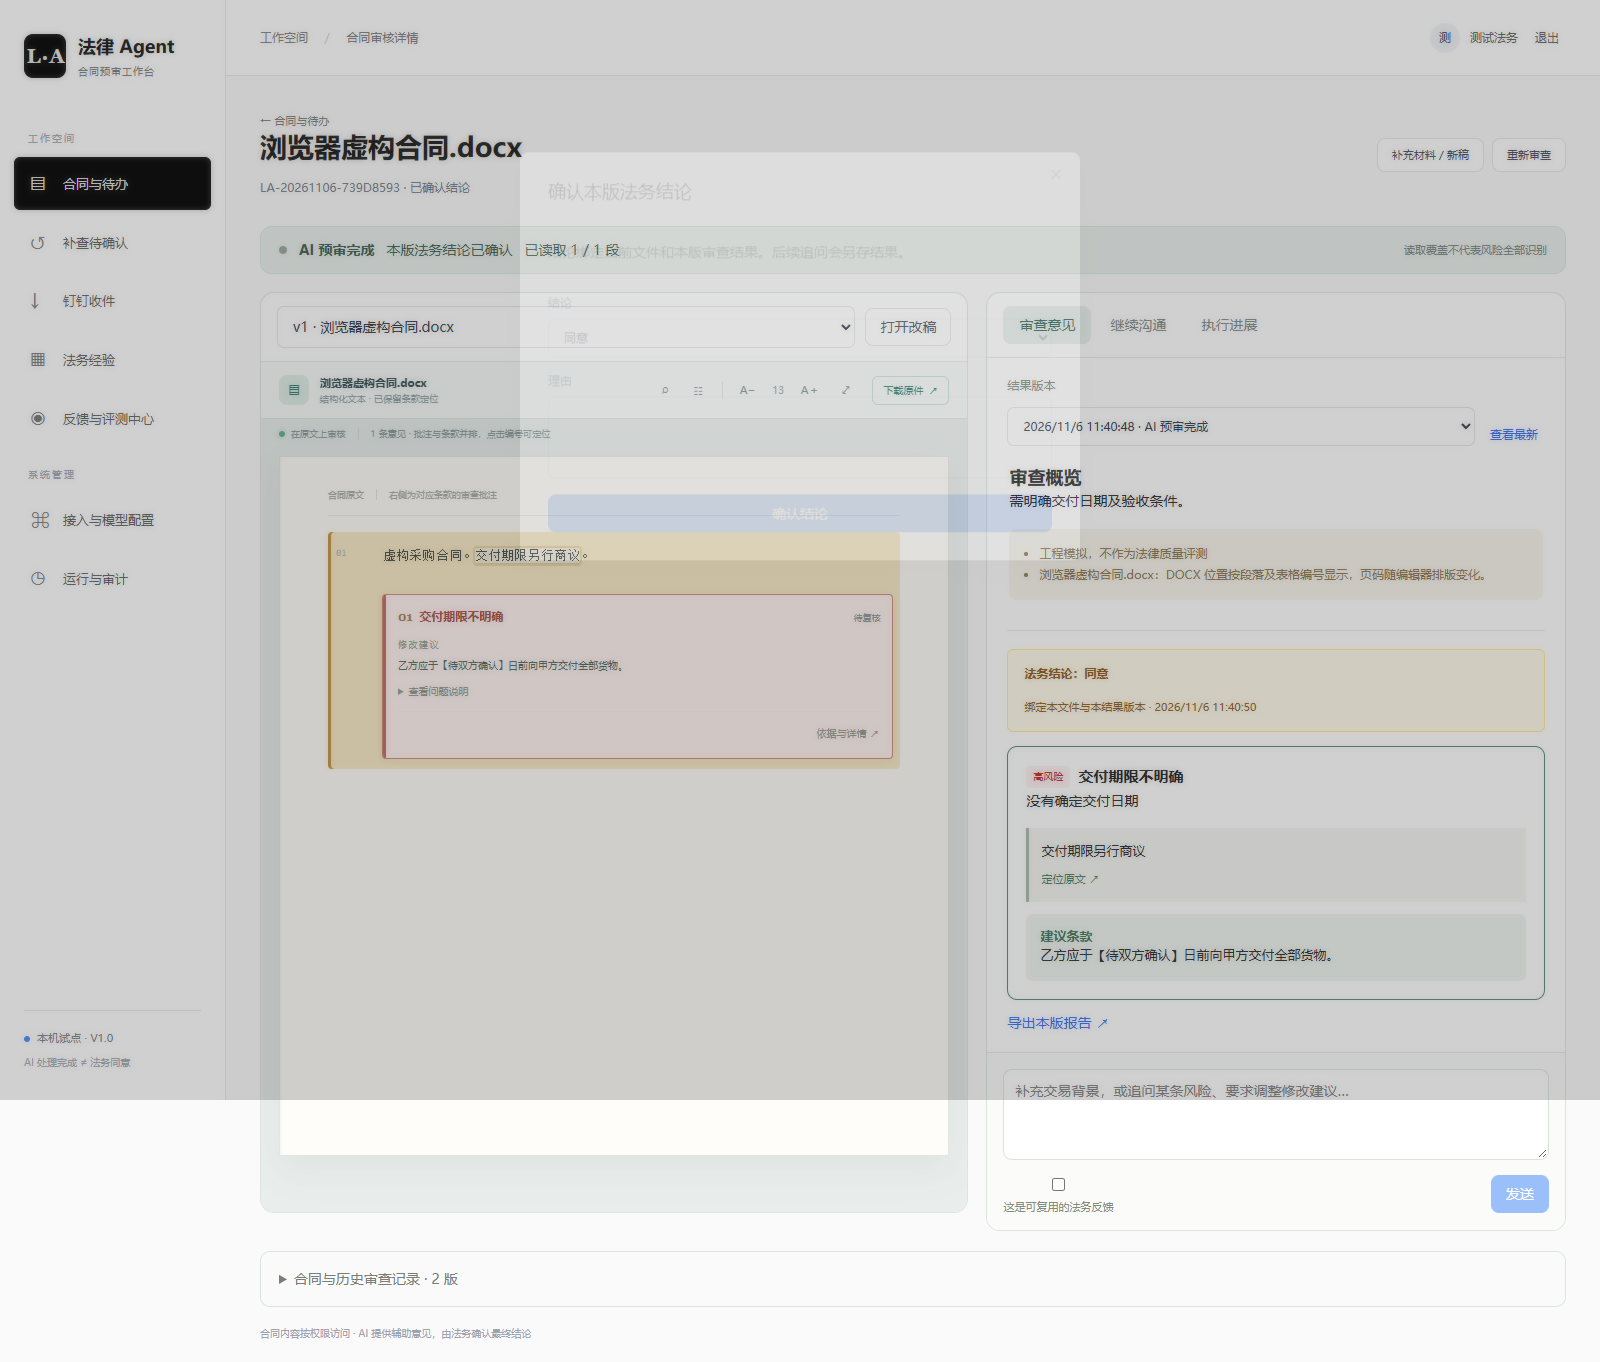 L·A
法律 Agent
合同预审工作台
工作空间
合同与待办
补查待确认
钉钉收件
法务经验
反馈与评测中心
系统管理
接入与模型配置
运行与审计
本机试点 · V1.0
AI 处理完成 ≠ 法务同意
工作空间 / 合同审核详情
测 测试法务 退出
← 合同与待办
浏览器虚构合同.docx
LA-20261106-739D8593 · 已确认结论
补充材料 / 新稿 重新审查
确认本版法务结论 ×
AI 预审完成 本版法务结论已确认 已读取 1 / 1 段
前文件和本版审查结果。后续追问会另存结果。
读取覆盖不代表风险全部识别
结论
同意
理由
确认结论
v1 · 浏览器虚构合同.docx
打开改稿
浏览器虚构合同.docx
结构化文本 · 已保留条款定位
A− 13 A+ ⤢ 下载原件 ↗
在原文上审核 1 条意见 · 批注与条款并排，点击编号可定位
合同原文 右侧为对应条款的审查批注
01 虚构采购合同。交付期限另行商议。
01 交付期限不明确 待复核
修改建议
乙方应于【待双方确认】日前向甲方交付全部货物。
▶ 查看问题说明
依据与详情 ↗
审查意见 继续沟通 执行进展
结果版本
2026/11/6 11:40:48 · AI 预审完成
查看最新
审查概览
需明确交付日期及验收条件。
• 工程模拟，不作为法律质量评测
• 浏览器虚构合同.docx：DOCX 位置按段落及表格编号显示，页码随编辑器排版变化。
法务结论：同意
绑定本文件与本结果版本 · 2026/11/6 11:40:50
高风险 交付期限不明确
没有确定交付日期
交付期限另行商议
定位原文 ↗
建议条款
乙方应于【待双方确认】日前向甲方交付全部货物。
导出本版报告 ↗
补充交易背景，或追问某条风险、要求调整修改建议...
这是可复用的法务反馈
发送
▶ 合同与历史审查记录 · 2 版
合同内容按权限访问 · AI 提供辅助意见，由法务确认最终结论